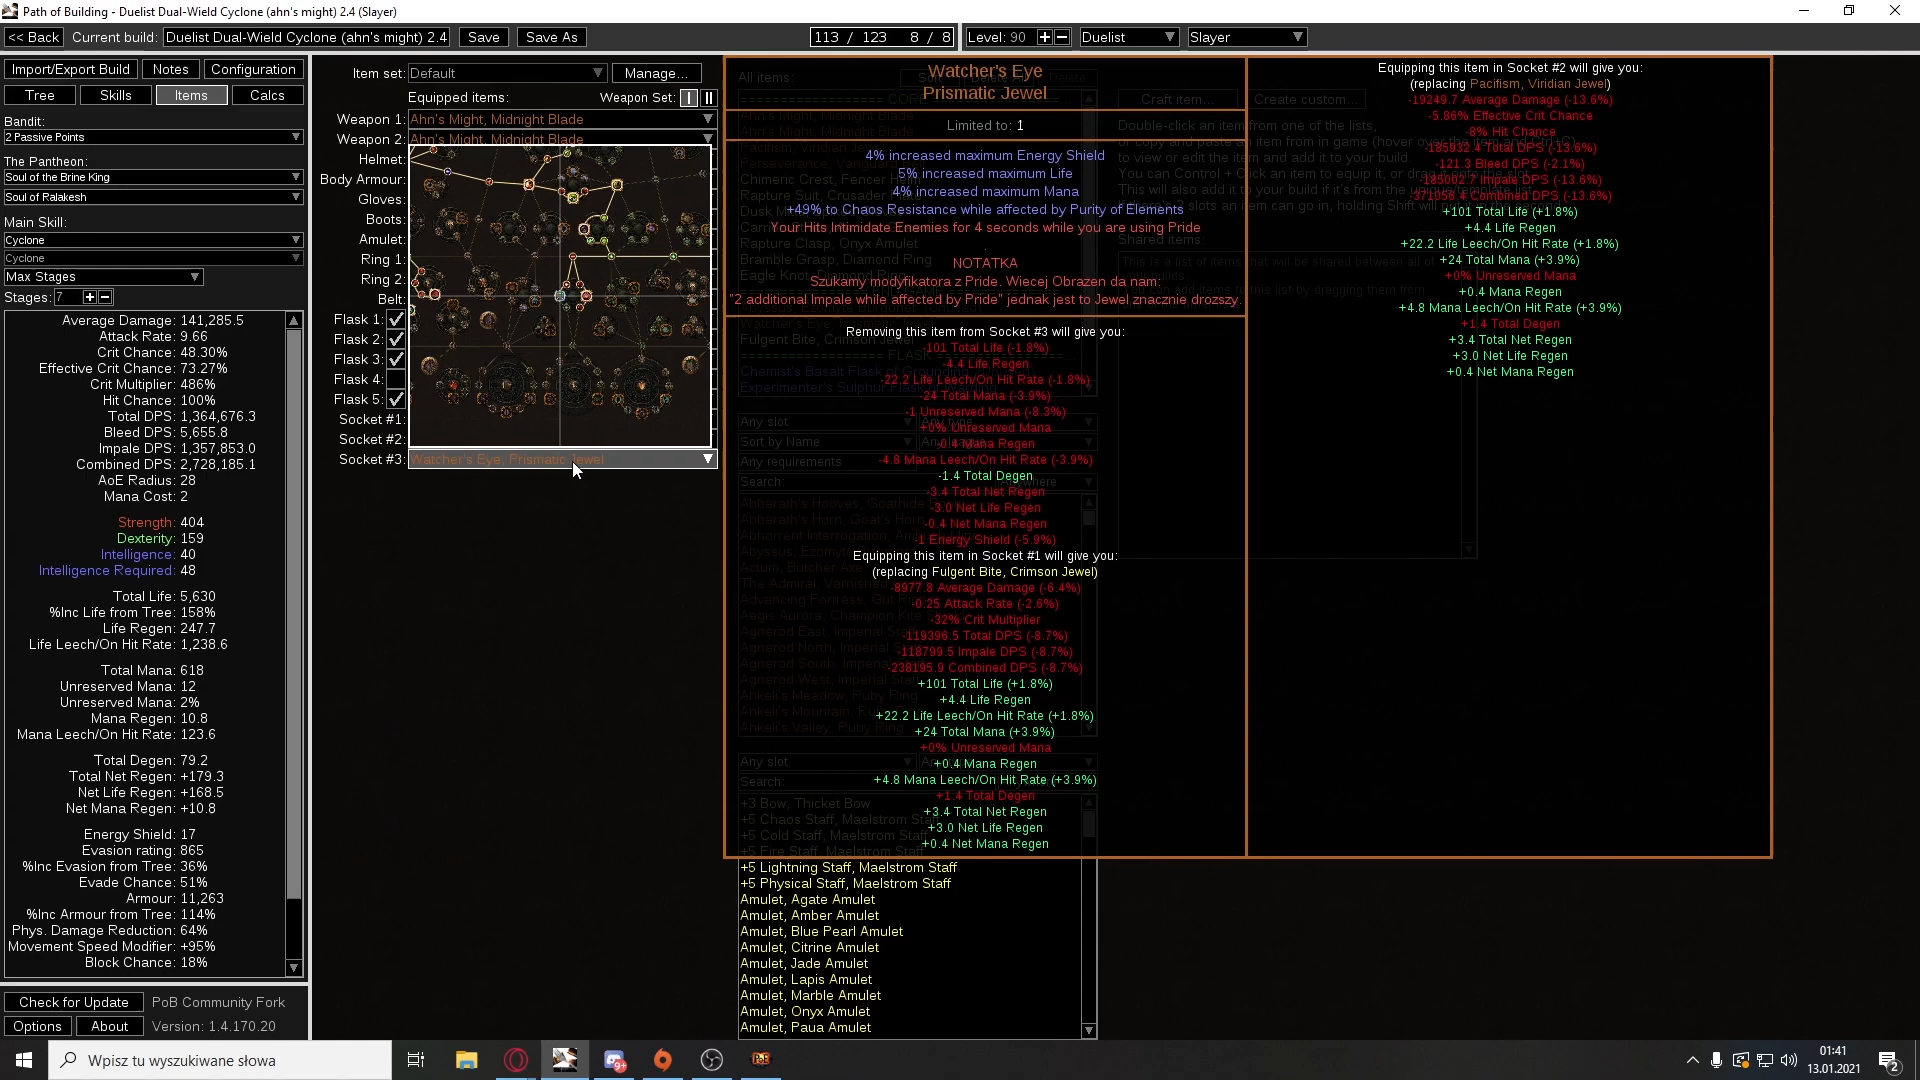 Path of Building - Duelist Dual-Wield Cyclone (ahn's might) 2.4 (Slayer)
<< Back
Current build:
Duelist Dual-Wield Cyclone (ahn's might) 2.4
Save
Save As
113 / 123 8 / 8
Level: 90
Duelist
Slayer
Import/Export Build
Notes
Configuration
Tree
Skills
Items
Calcs
Bandit:
2 Passive Points
The Pantheon:
Soul of the Brine King
Soul of Ralakesh
Main Skill:
Cyclone
Cyclone
Max Stages
Stages: 7
Average Damage: 141,285.5
Attack Rate: 9.66
Crit Chance: 48.30%
Effective Crit Chance: 73.27%
Crit Multiplier: 486%
Hit Chance: 100%
Total DPS: 1,364,676.3
Bleed DPS: 5,655.8
Impale DPS: 1,357,853.0
Combined DPS: 2,728,185.1
AoE Radius: 28
Mana Cost: 2
Strength: 404
Dexterity: 159
Intelligence: 40
Intelligence Required: 48
Total Life: 5,630
%Inc Life from Tree: 158%
Life Regen: 247.7
Life Leech/On Hit Rate: 1,238.6
Total Mana: 618
Unreserved Mana: 12
Unreserved Mana: 2%
Mana Regen: 10.8
Mana Leech/On Hit Rate: 123.6
Total Degen: 79.2
Total Net Regen: +179.3
Net Life Regen: +168.5
Net Mana Regen: +10.8
Energy Shield: 17
Evasion rating: 865
%Inc Evasion from Tree: 36%
Evade Chance: 51%
Armour: 11,263
%Inc Armour from Tree: 114%
Phys. Damage Reduction: 64%
Movement Speed Modifier: +95%
Block Chance: 18%
Check for Update
PoB Community Fork
Options
About
Version: 1.4.170.20
Item set: Default
Manage...
Equipped items:
Weapon Set: I II
Weapon 1: Ahn's Might, Midnight Blade
Weapon 2: Ahn's Might, Midnight Blade
Helmet:
Body Armour:
Gloves:
Boots:
Amulet:
Ring 1:
Ring 2:
Belt:
Flask 1:
Flask 2:
Flask 3:
Flask 4:
Flask 5:
Socket #1:
Socket #2:
Socket #3: Watcher's Eye, Prismatic Jewel
All items:
Watcher's Eye
Prismatic Jewel
Limited to: 1
4% increased maximum Energy Shield
5% increased maximum Life
4% increased maximum Mana
+49% to Chaos Resistance while affected by Purity of Elements
Your Hits Intimidate Enemies for 4 seconds while you are using Pride
.
NOTATKA
Szukamy modyfikatora z Pride. Wiecej Obrazen da nam:
"2 additional Impale while affected by Pride" jednak jest to Jewel znacznie drozszy.
Removing this item from Socket #3 will give you:
-101 Total Life (-1.8%)
-4.4 Life Regen
-22.2 Life Leech/On Hit Rate (-1.8%)
-24 Total Mana (-3.9%)
-1 Unreserved Mana (-8.3%)
+0% Unreserved Mana
-0.4 Mana Regen
-4.8 Mana Leech/On Hit Rate (-3.9%)
-1.4 Total Degen
-3.4 Total Net Regen
-3.0 Net Life Regen
-0.4 Net Mana Regen
-1 Energy Shield (-5.9%)
Equipping this item in Socket #1 will give you:
(replacing Fulgent Bite, Crimson Jewel)
-8977.8 Average Damage (-6.4%)
-0.25 Attack Rate (-2.6%)
-32% Crit Multiplier
-119396.5 Total DPS (-8.7%)
-118799.5 Impale DPS (-8.7%)
-238195.9 Combined DPS (-8.7%)
+101 Total Life (+1.8%)
+4.4 Life Regen
+22.2 Life Leech/On Hit Rate (+1.8%)
+24 Total Mana (+3.9%)
+0% Unreserved Mana
+0.4 Mana Regen
+4.8 Mana Leech/On Hit Rate (+3.9%)
+1.4 Total Degen
+3.4 Total Net Regen
+3.0 Net Life Regen
+0.4 Net Mana Regen
Equipping this item in Socket #2 will give you:
(replacing Pacifism, Viridian Jewel)
-19249.7 Average Damage (-13.6%)
-5.86% Effective Crit Chance
-8% Hit Chance
-185932.4 Total DPS (-13.6%)
-121.3 Bleed DPS (-2.1%)
-185002.7 Impale DPS (-13.6%)
-371056.4 Combined DPS (-13.6%)
+101 Total Life (+1.8%)
+4.4 Life Regen
+22.2 Life Leech/On Hit Rate (+1.8%)
+24 Total Mana (+3.9%)
+0% Unreserved Mana
+0.4 Mana Regen
+4.8 Mana Leech/On Hit Rate (+3.9%)
+1.4 Total Degen
+3.4 Total Net Regen
+3.0 Net Life Regen
+0.4 Net Mana Regen
+5 Lightning Staff, Maelstrom Staff
+5 Physical Staff, Maelstrom Staff
Amulet, Agate Amulet
Amulet, Amber Amulet
Amulet, Blue Pearl Amulet
Amulet, Citrine Amulet
Amulet, Jade Amulet
Amulet, Lapis Amulet
Amulet, Marble Amulet
Amulet, Onyx Amulet
Amulet, Paua Amulet
Wpisz tu wyszukiwane słowa
01:41
13.01.2021